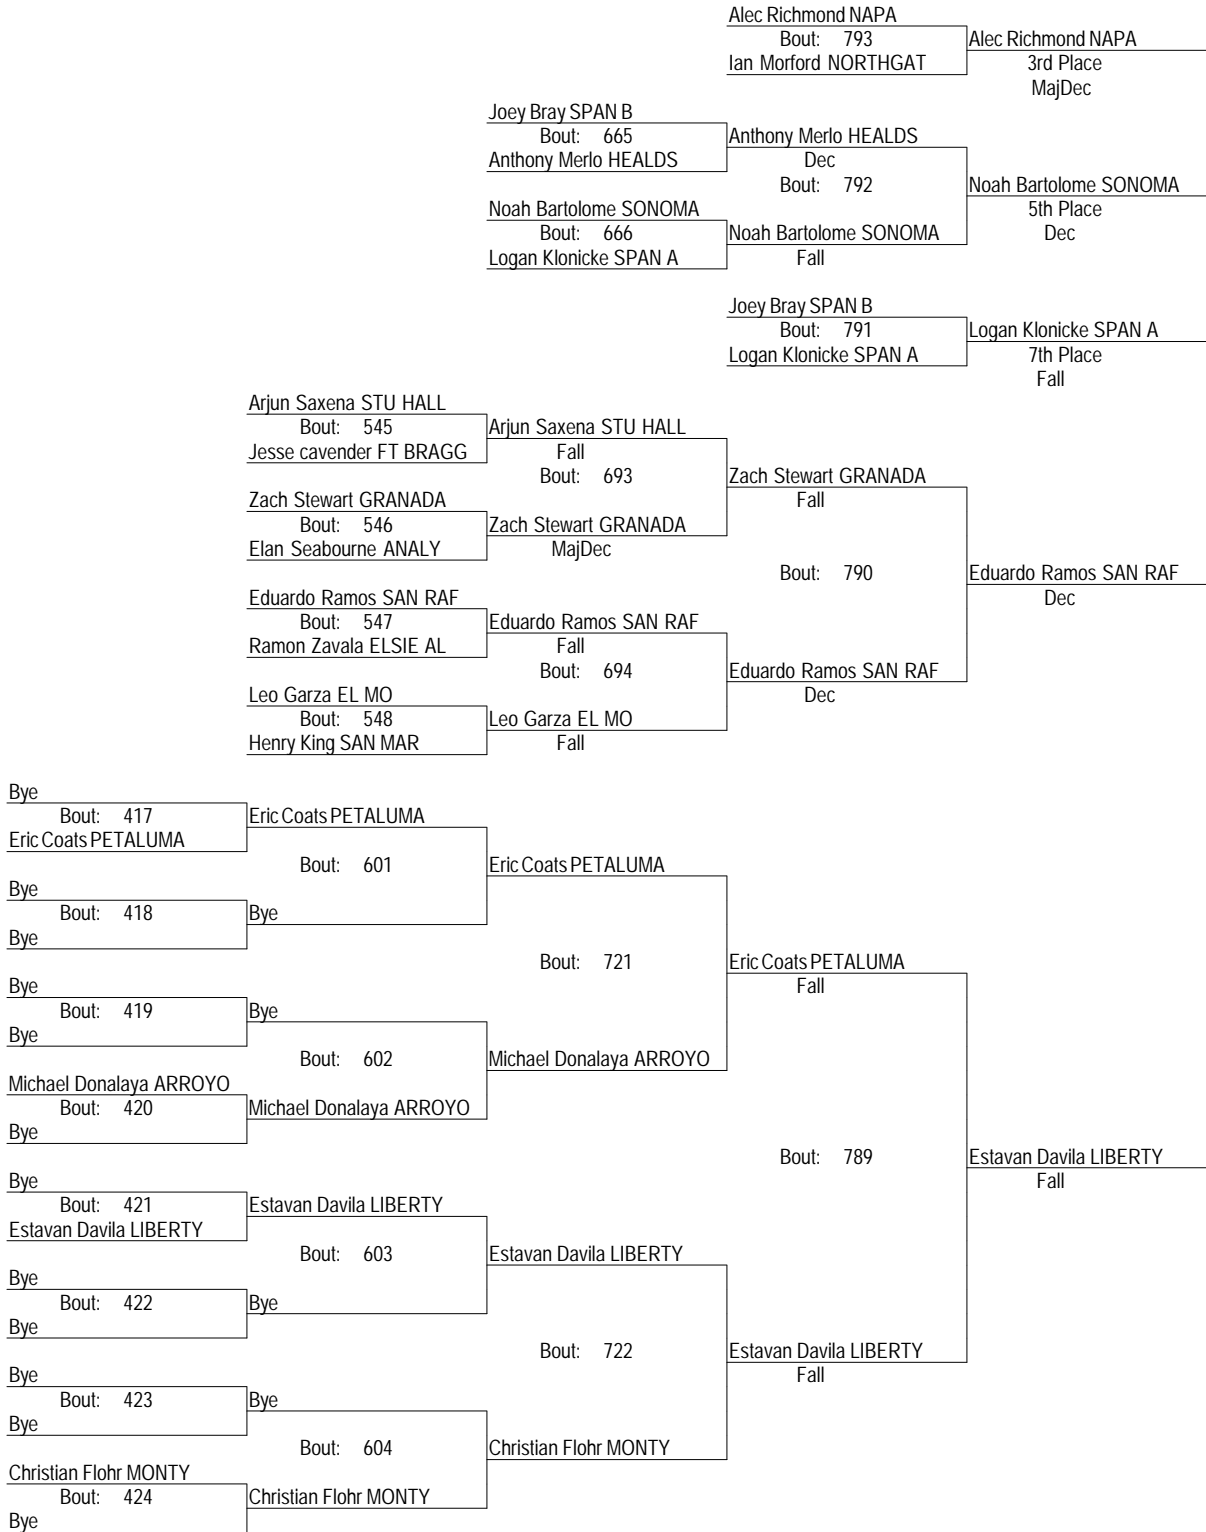 Alec Richmond NAPA
Bout: 793
Alec Richmond NAPA
Ian Morford NORTHGAT
3rd Place
MajDec
Joey Bray SPAN B
Bout: 665
Anthony Merlo HEALDS
Anthony Merlo HEALDS
Dec
Bout: 792
Noah Bartolome SONOMA
Noah Bartolome SONOMA
5th Place
Bout: 666
Noah Bartolome SONOMA
Dec
Logan Klonicke SPAN A
Fall
Joey Bray SPAN B
Bout: 791
Logan Klonicke SPAN A
Logan Klonicke SPAN A
7th Place
Fall
Arjun Saxena STU HALL
Bout: 545
Arjun Saxena STU HALL
Jesse cavender FT BRAGG
Fall
Bout: 693
Zach Stewart GRANADA
Zach Stewart GRANADA
Fall
Bout: 546
Zach Stewart GRANADA
Elan Seabourne ANALY
MajDec
Bout: 790
Eduardo Ramos SAN RAF
Eduardo Ramos SAN RAF
Dec
Bout: 547
Eduardo Ramos SAN RAF
Ramon Zavala ELSIE AL
Fall
Bout: 694
Eduardo Ramos SAN RAF
Leo Garza EL MO
Dec
Bout: 548
Leo Garza EL MO
Henry King SAN MAR
Fall
Bye
Bout: 417
Eric Coats PETALUMA
Eric Coats PETALUMA
Bout: 601
Eric Coats PETALUMA
Bye
Bout: 418
Bye
Bye
Bout: 721
Eric Coats PETALUMA
Bye
Fall
Bout: 419
Bye
Bye
Bout: 602
Michael Donalaya ARROYO
Michael Donalaya ARROYO
Bout: 420
Michael Donalaya ARROYO
Bye
Bout: 789
Estavan Davila LIBERTY
Bye
Fall
Bout: 421
Estavan Davila LIBERTY
Estavan Davila LIBERTY
Bout: 603
Estavan Davila LIBERTY
Bye
Bout: 422
Bye
Bye
Bout: 722
Estavan Davila LIBERTY
Bye
Fall
Bout: 423
Bye
Bye
Bout: 604
Christian Flohr MONTY
Christian Flohr MONTY
Bout: 424
Christian Flohr MONTY
Bye